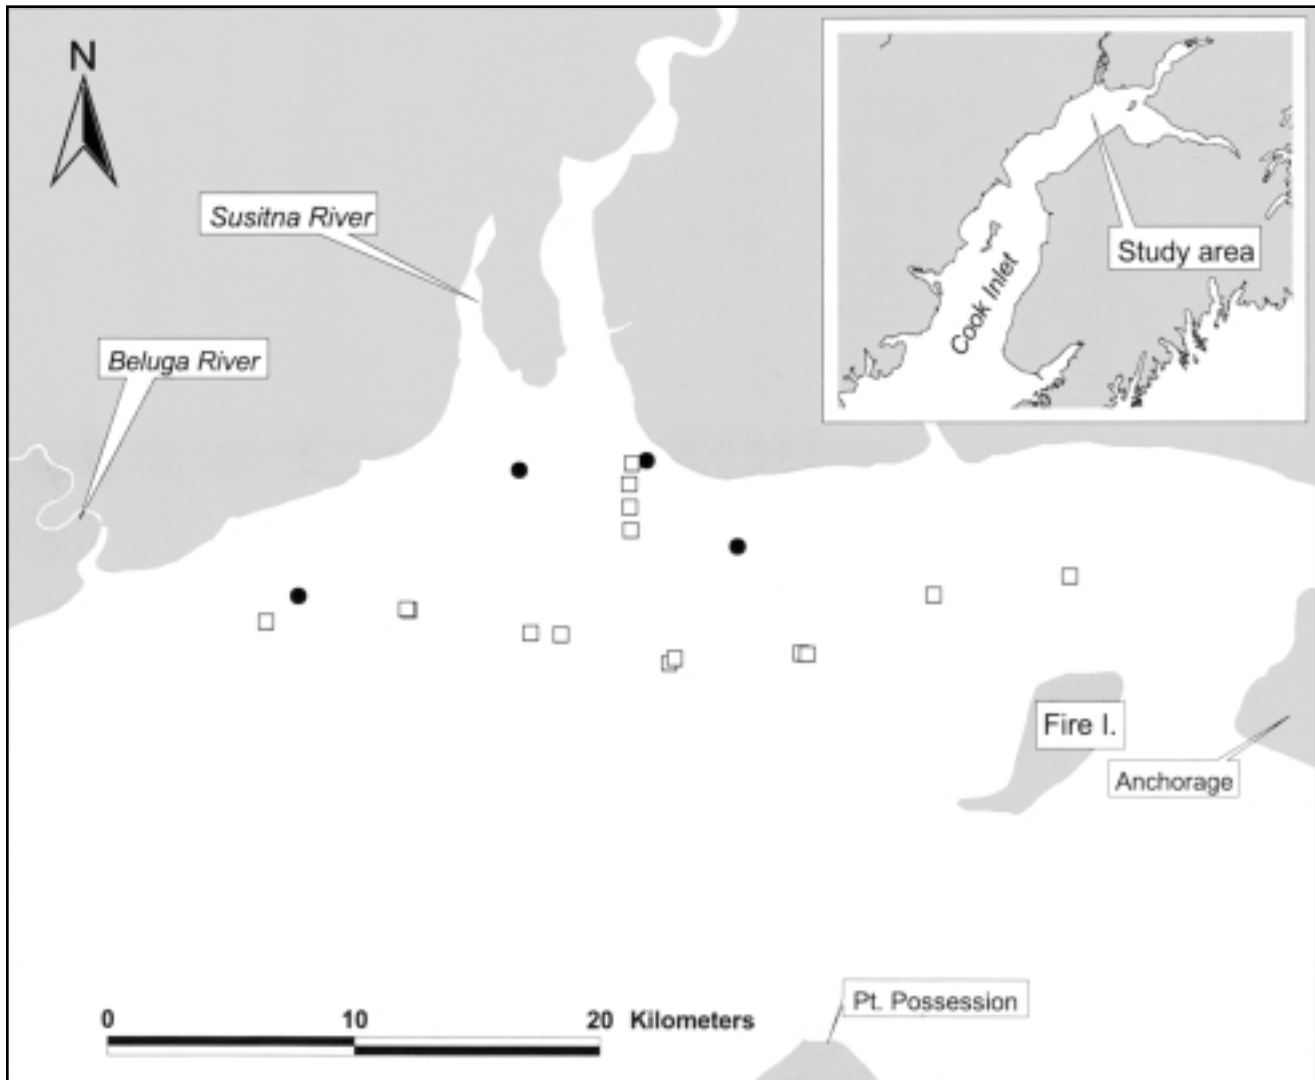 N
Susitna River
Study area
Cook Inlet
Beluga River
Fire I.
Anchorage
Pt. Possession
0 10 20 Kilometers